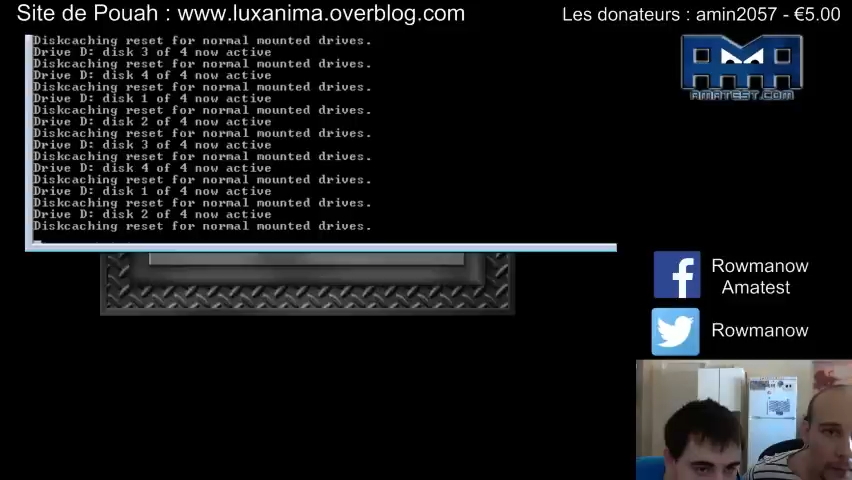 Site de Pouah : www.luxanima.overblog.com
Les donateurs : amin2057 - €5.00
Diskcaching reset for normal mounted drives.
Drive D: disk 3 of 4 now active
Diskcaching reset for normal mounted drives.
Drive D: disk 4 of 4 now active
Diskcaching reset for normal mounted drives.
Drive D: disk 1 of 4 now active
Diskcaching reset for normal mounted drives.
Drive D: disk 2 of 4 now active
Diskcaching reset for normal mounted drives.
Drive D: disk 3 of 4 now active
Diskcaching reset for normal mounted drives.
Drive D: disk 4 of 4 now active
Diskcaching reset for normal mounted drives.
Drive D: disk 1 of 4 now active
Diskcaching reset for normal mounted drives.
Drive D: disk 2 of 4 now active
Diskcaching reset for normal mounted drives.
AMA
AMATEST.COM
Rowmanow
Amatest
Rowmanow